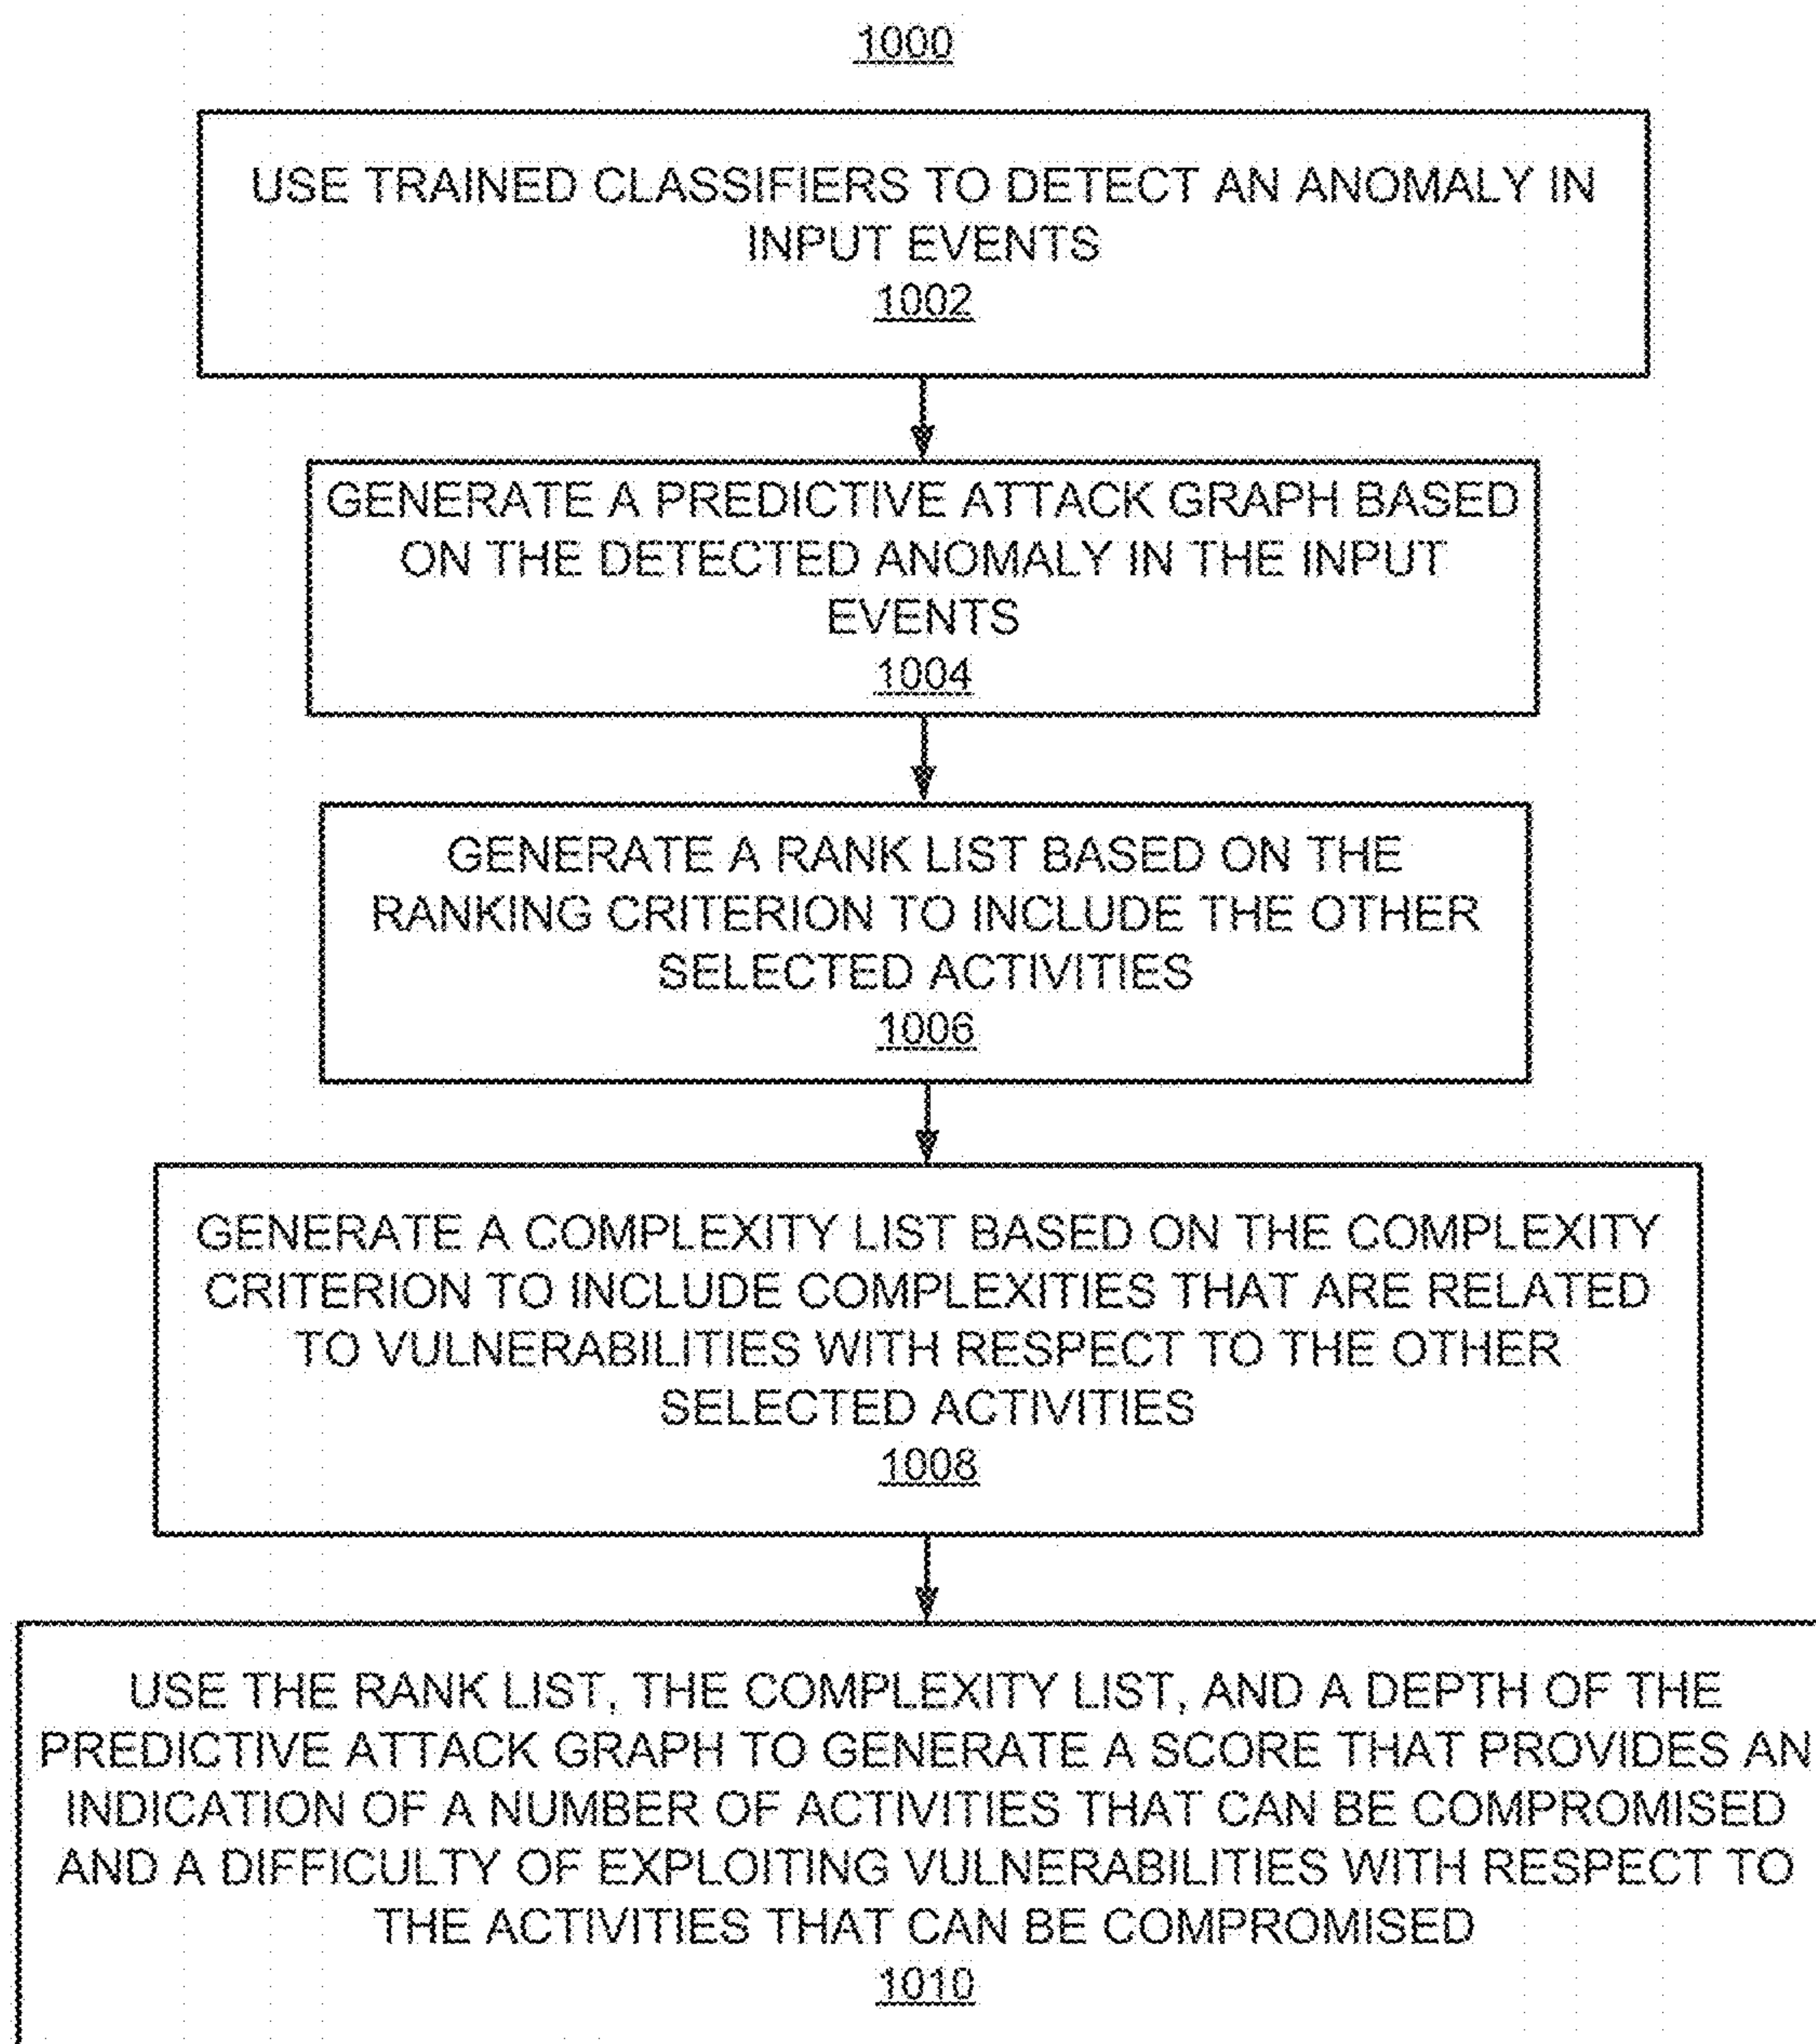 1000
USE TRAINED CLASSIFIERS TO DETECT AN ANOMALY IN
INPUT EVENTS
1002
GENERATE A PREDICTIVE ATTACK GRAPH BASED
ON THE DETECTED ANOMALY IN THE INPUT
EVENTS
1004
GENERATE A RANK LIST BASED ON THE
RANKING CRITERION TO INCLUDE THE OTHER
SELECTED ACTIVITIES
1006
GENERATE A COMPLEXITY LIST BASED ON THE COMPLEXITY
CRITERION TO INCLUDE COMPLEXITIES THAT ARE RELATED
TO VULNERABILITIES WITH RESPECT TO THE OTHER
SELECTED ACTIVITIES
1008
USE THE RANK LIST, THE COMPLEXITY LIST, AND A DEPTH OF THE
PREDICTIVE ATTACK GRAPH TO GENERATE A SCORE THAT PROVIDES AN
INDICATION OF A NUMBER OF ACTIVITIES THAT CAN BE COMPROMISED
AND A DIFFICULTY OF EXPLOITING VULNERABILITIES WITH RESPECT TO
THE ACTIVITIES THAT CAN BE COMPROMISED
1010